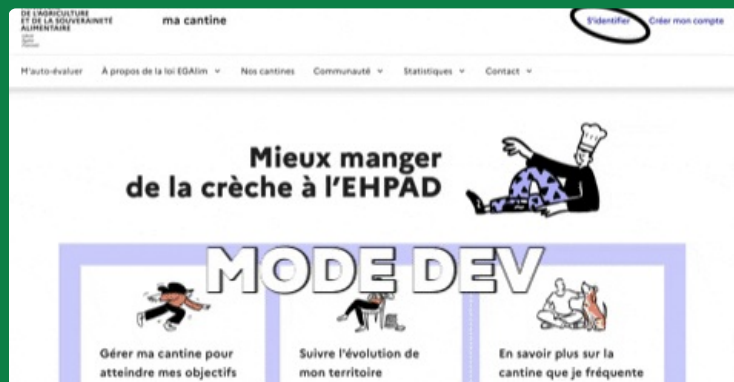 DE L'AGRICULTURE
ET DE LA SOUVERAINETÉ
ALIMENTAIRE
ma cantine
S'identifier
Créer mon compte
M'auto-évaluer À propos de la loi EGAlim Nos cantines Communauté Statistiques Contact
Mieux manger
de la crèche à l'EHPAD
MODE DEV
Gérer ma cantine pour
atteindre mes objectifs
Suivre l'évolution de
mon territoire
En savoir plus sur la
cantine que je fréquente